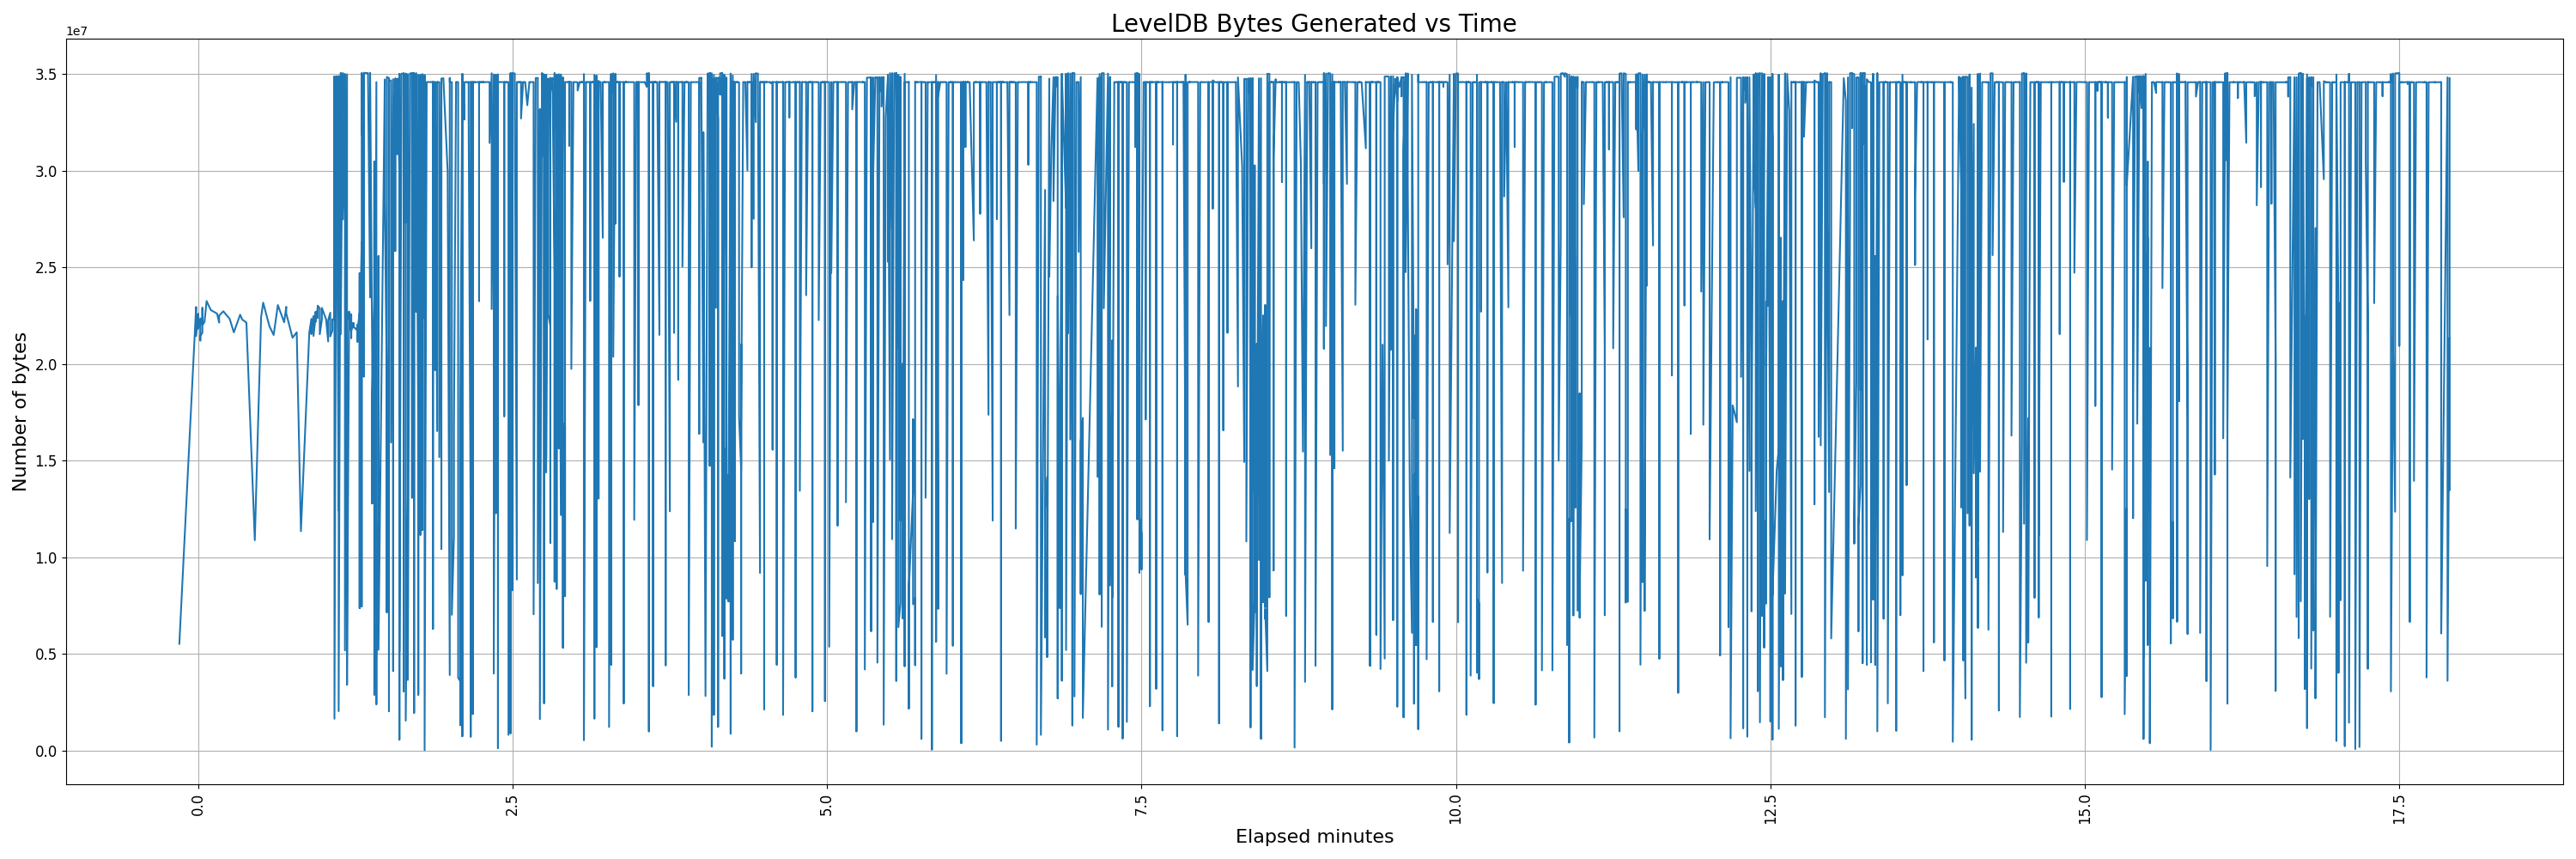 LevelDB Bytes Generated vs Time
1e7
3.5
3.0
2.5
2.0
1.5
1.0
0.5
0.0
Number of bytes
0.0 2.5 5.0 7.5 10.0 12.5 15.0 17.5
Elapsed minutes